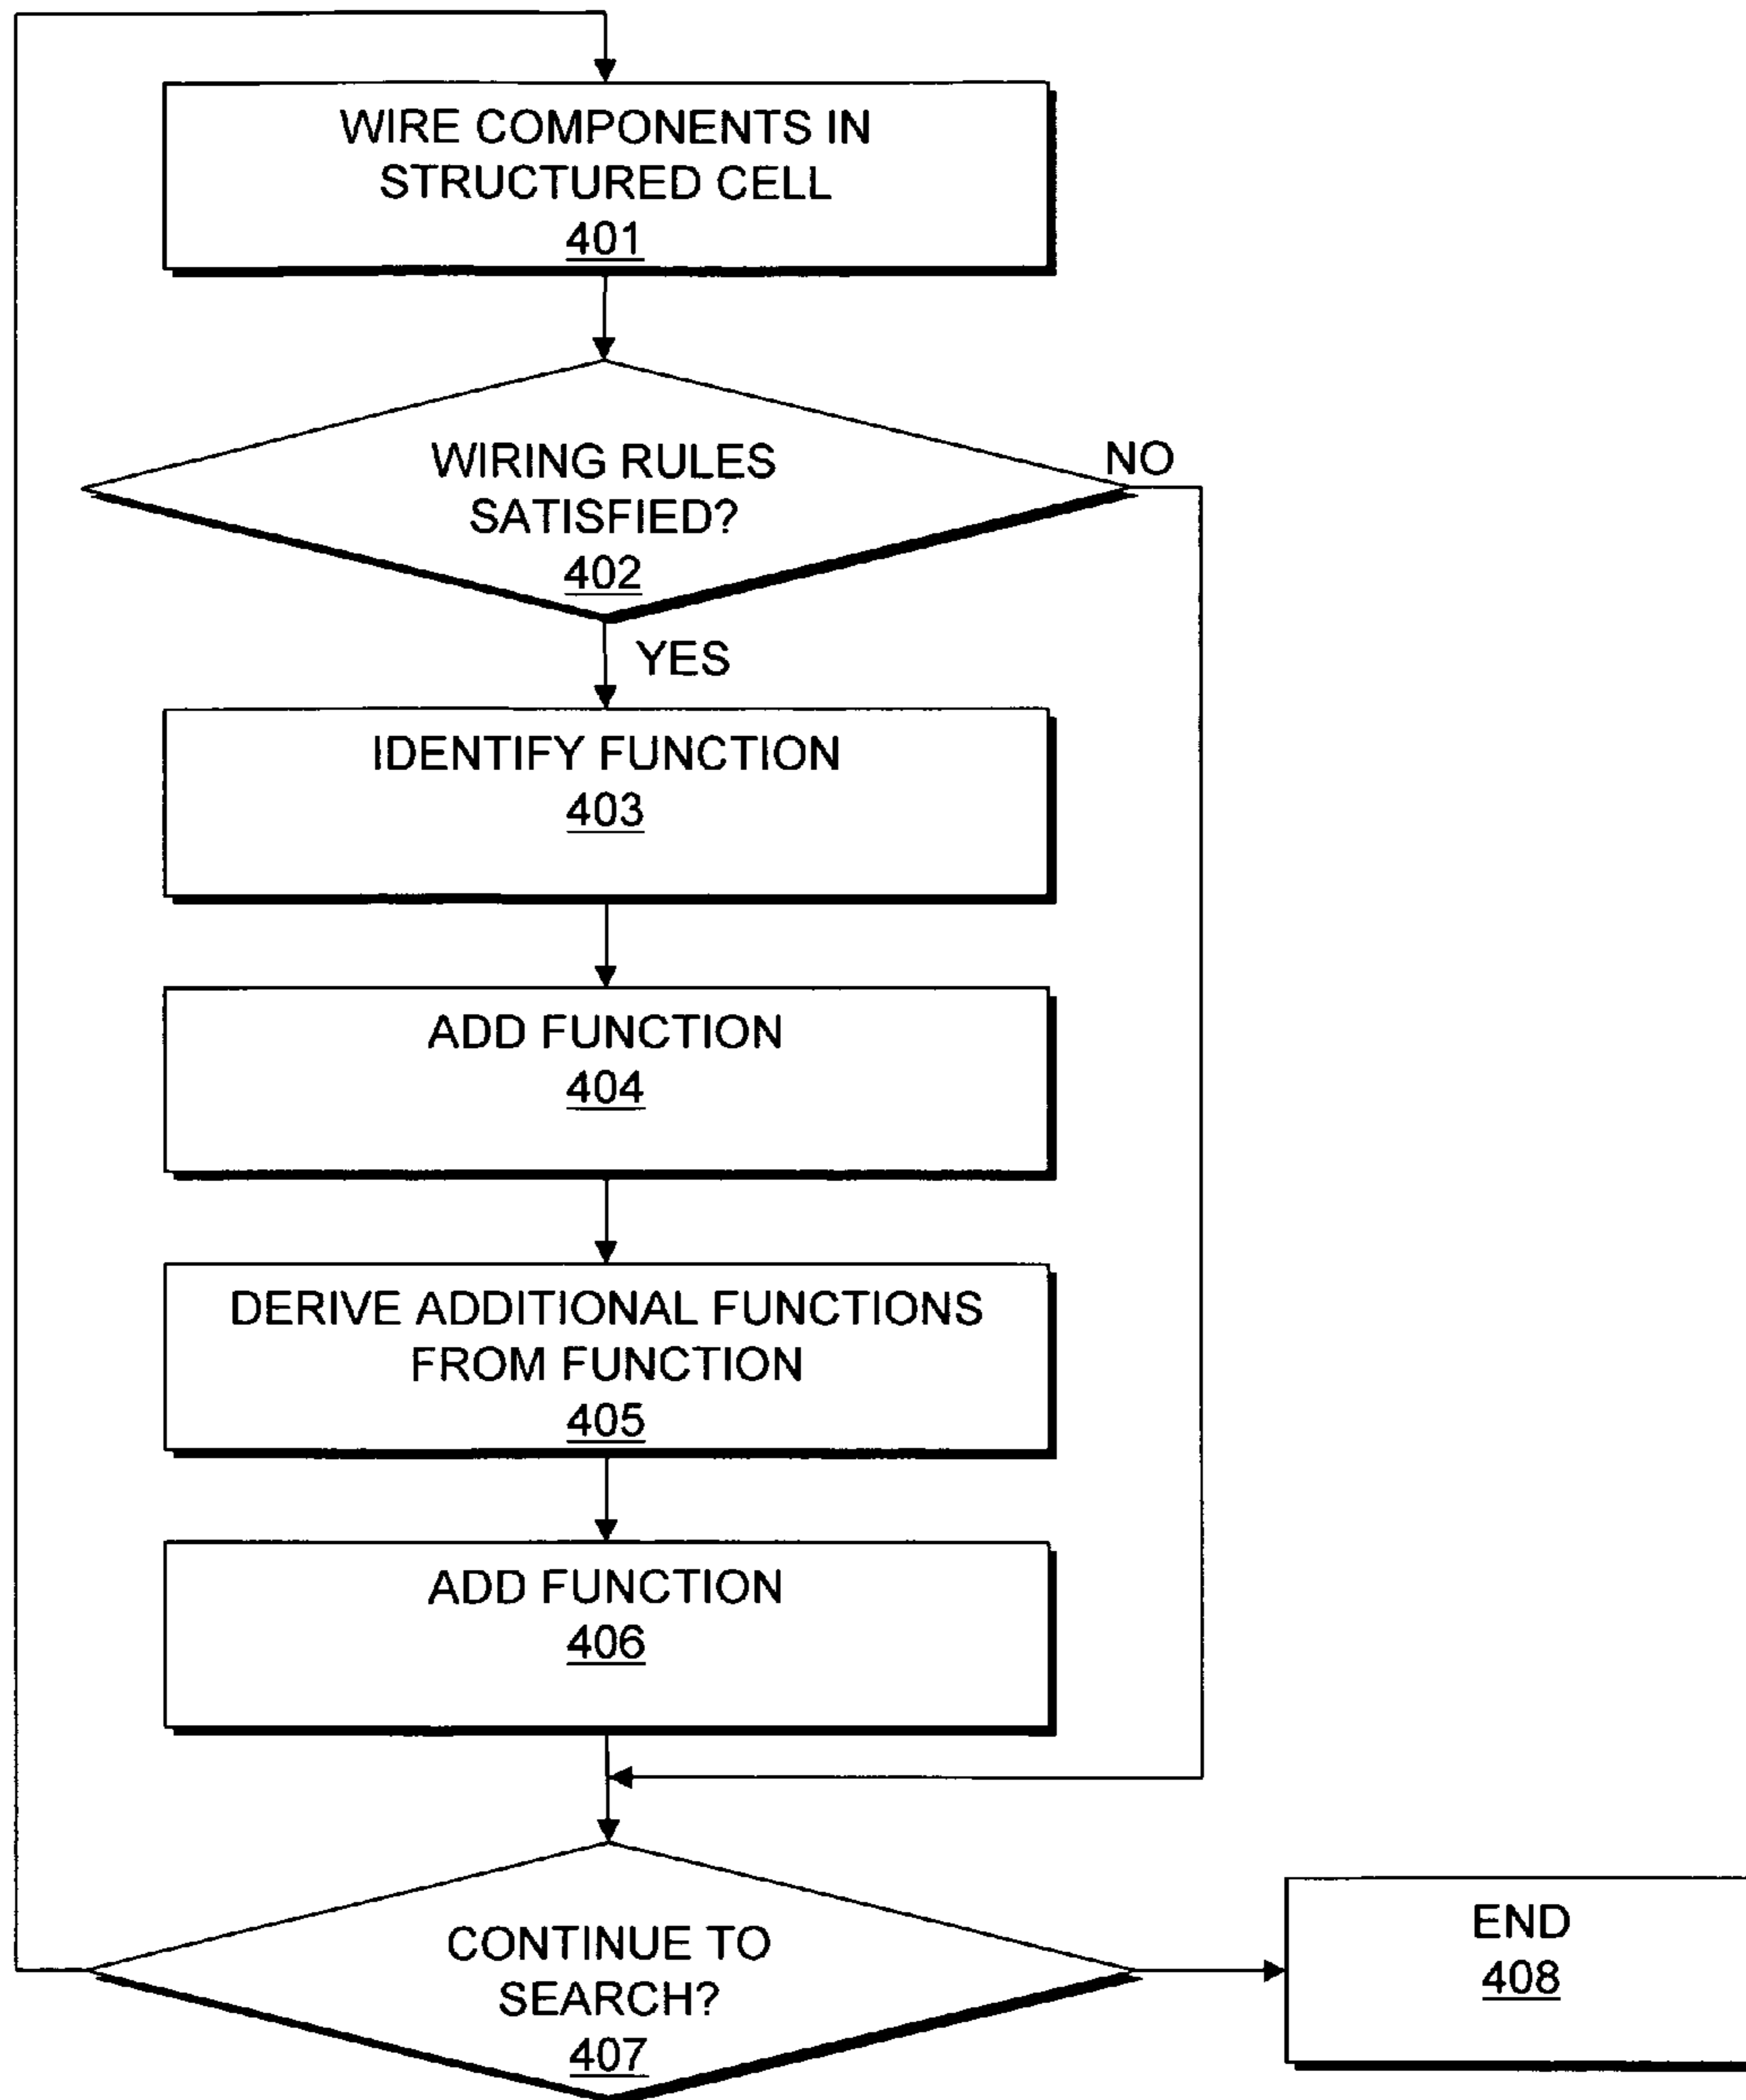 WIRE COMPONENTS IN
STRUCTURED CELL
401
WIRING RULES
SATISFIED?
402
NO
YES
IDENTIFY FUNCTION
403
ADD FUNCTION
404
DERIVE ADDITIONAL FUNCTIONS
FROM FUNCTION
405
ADD FUNCTION
406
CONTINUE TO
SEARCH?
407
END
408